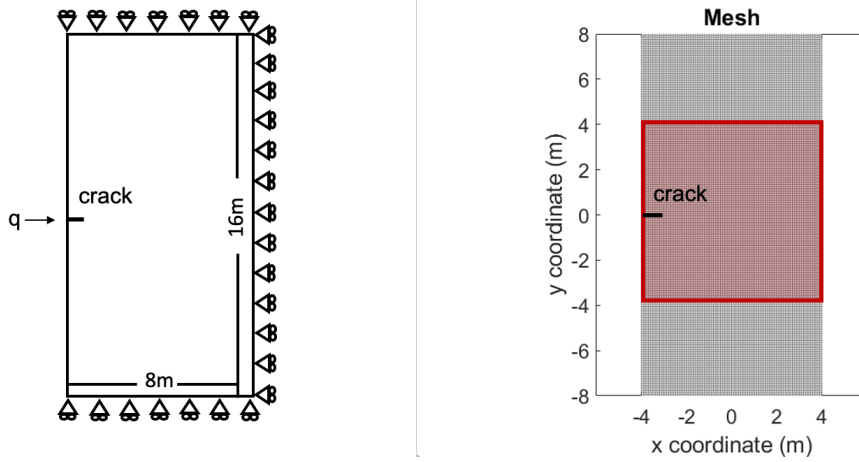 crack
q
16m
8m
Mesh
y coordinate (m)
8
6
4
2
0
-2
-4
-6
-8
crack
-4 -2 0 2 4
x coordinate (m)